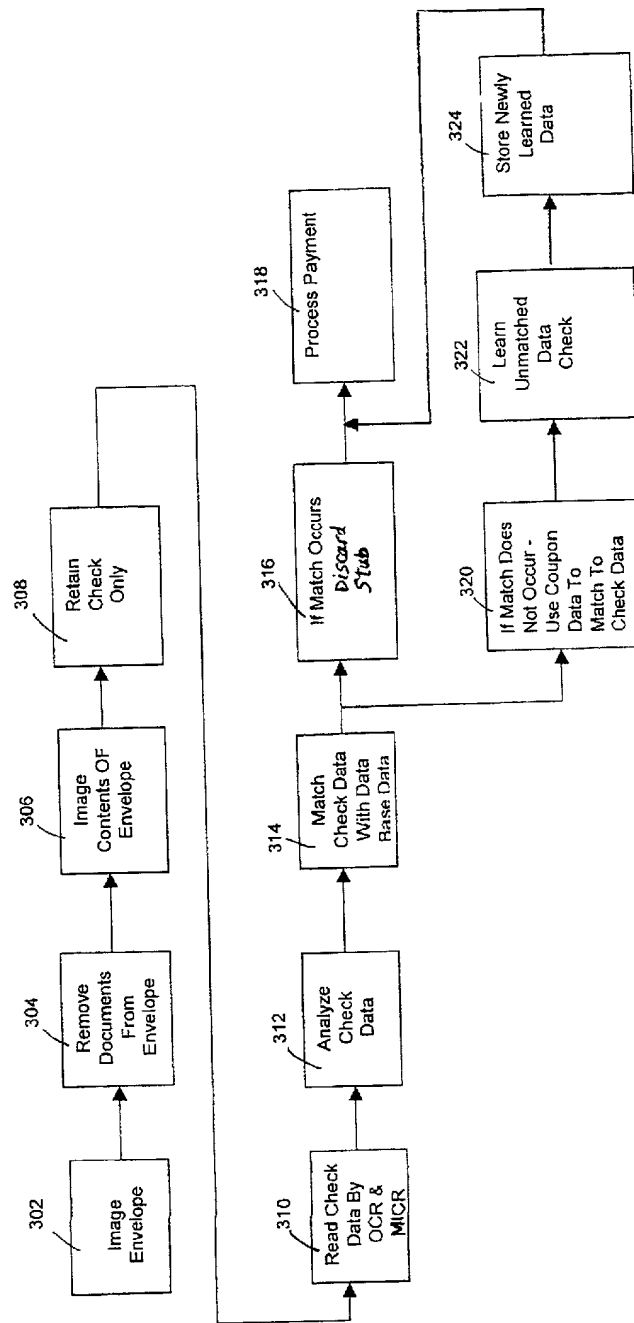 302
Image
Envelope
304
Remove
Documents
From
Envelope
306
Image
Contents OF
Envelope
308
Retain
Check
Only
310
Read Check
Data By
OCR &
MICR
312
Analyze
Check
Data
314
Match
Check Data
With Data
Base Data
316
If Match Occurs
Discard
Stub
318
Process Payment
320
If Match Does
Not Occur -
Use Coupon
Data To
Match To
Check Data
322
Learn
Unmatched
Data
Check
324
Store Newly
Learned
Data